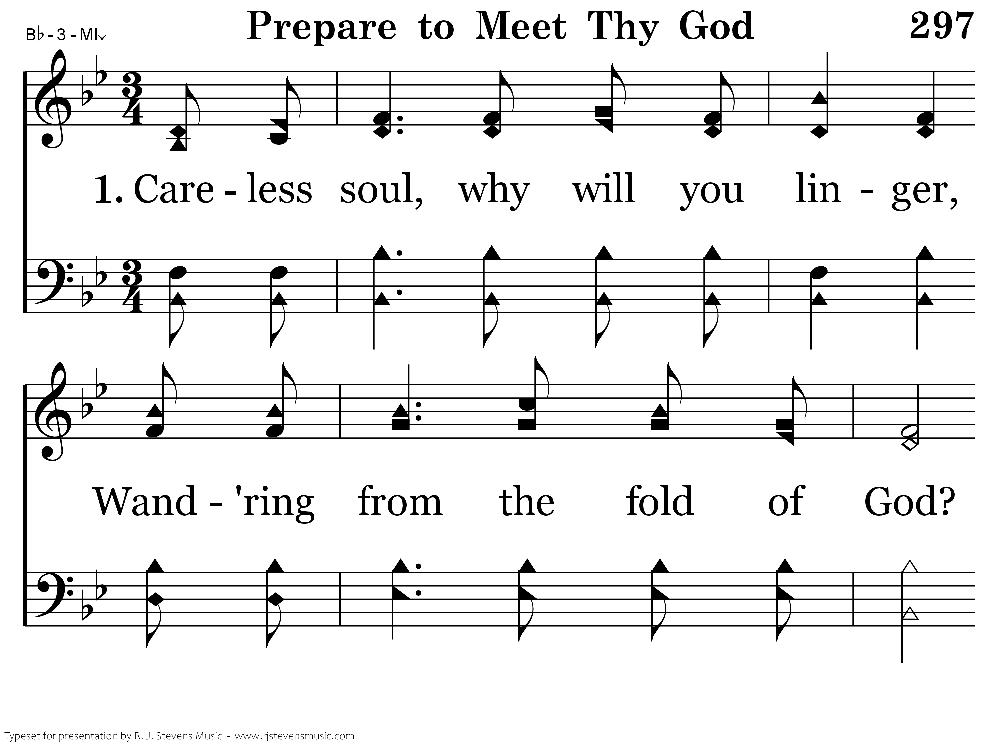 B♭ - 3 - MI↓ Prepare to Meet Thy God 297
3
4
1. Care - less soul, why will you lin - ger,
3
4
Wand - 'ring from the fold of God?
Typeset for presentation by R. J. Stevens Music - www.rjstevensmusic.com